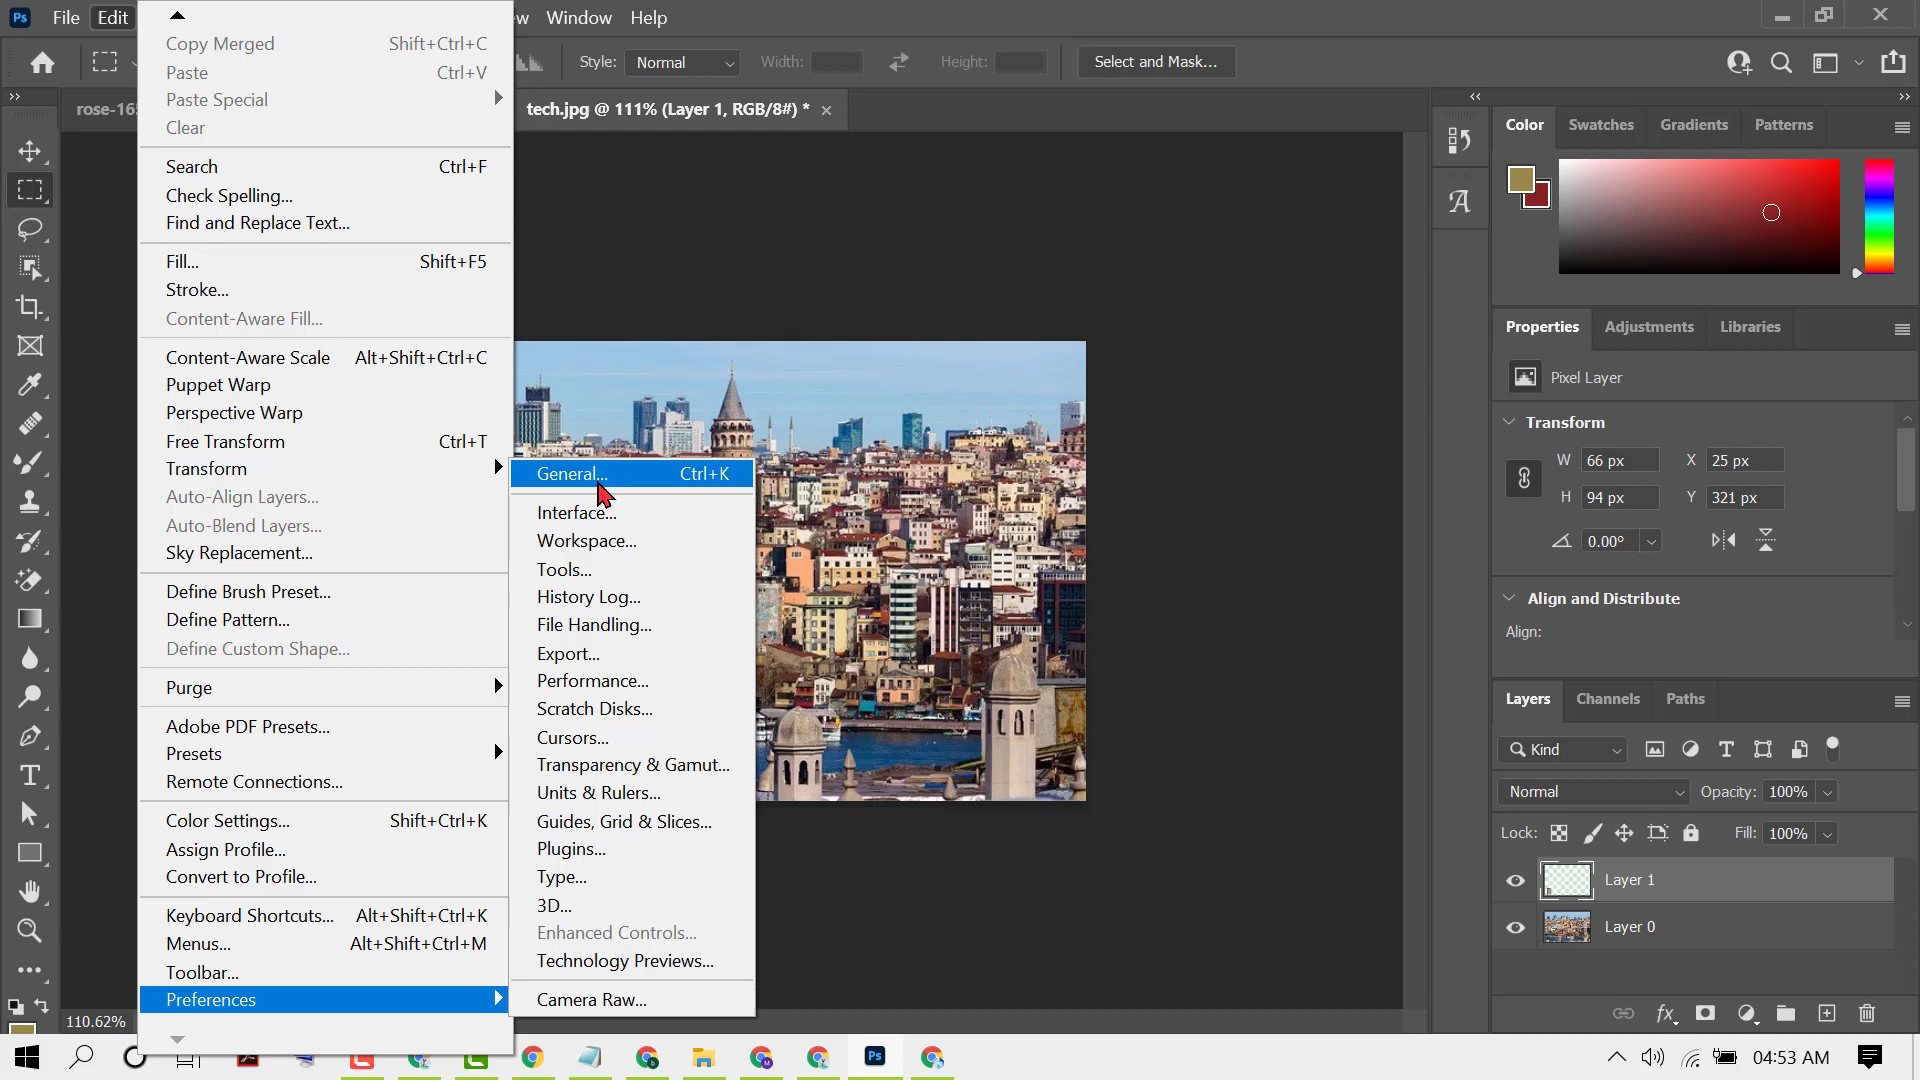 Ps File Edit Window Help
Style: Normal Width: Height: Select and Mask...
tech.jpg @ 111% (Layer 1, RGB/8#) * ×
Copy Merged Shift+Ctrl+C
Paste Ctrl+V
Paste Special
Clear
Search Ctrl+F
Check Spelling...
Find and Replace Text...
Fill... Shift+F5
Stroke...
Content-Aware Fill...
Content-Aware Scale Alt+Shift+Ctrl+C
Puppet Warp
Perspective Warp
Free Transform Ctrl+T
Transform
Auto-Align Layers...
Auto-Blend Layers...
Sky Replacement...
Define Brush Preset...
Define Pattern...
Define Custom Shape...
Purge
Adobe PDF Presets...
Presets
Remote Connections...
Color Settings... Shift+Ctrl+K
Assign Profile...
Convert to Profile...
Keyboard Shortcuts... Alt+Shift+Ctrl+K
Menus... Alt+Shift+Ctrl+M
Toolbar...
Preferences
General... Ctrl+K
Interface...
Workspace...
Tools...
History Log...
File Handling...
Export...
Performance...
Scratch Disks...
Cursors...
Transparency & Gamut...
Units & Rulers...
Guides, Grid & Slices...
Plugins...
Type...
3D...
Enhanced Controls...
Technology Previews...
Camera Raw...
Color Swatches Gradients Patterns
Properties Adjustments Libraries
Pixel Layer
Transform
W 66 px X 25 px
H 94 px Y 321 px
0.00°
Align and Distribute
Align:
Layers Channels Paths
Kind
Normal Opacity: 100%
Lock: Fill: 100%
Layer 1
Layer 0
110.62%
Ps
04:53 AM